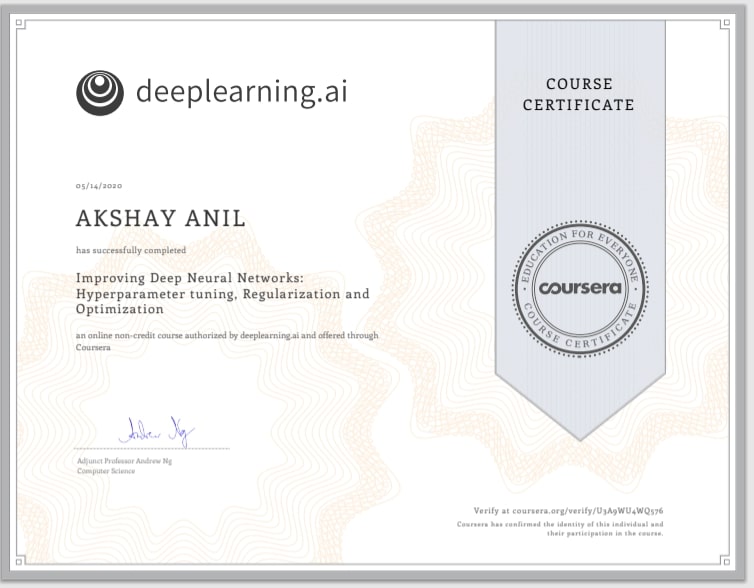 deeplearning.ai
COURSE
CERTIFICATE
05/14/2020
AKSHAY ANIL
has successfully completed
Improving Deep Neural Networks:
Hyperparameter tuning, Regularization and
Optimization
an online non-credit course authorized by deeplearning.ai and offered through
Coursera
EDUCATION FOR EVERYONE
coursera
COURSE CERTIFICATE
Andrew Ng
Adjunct Professor Andrew Ng
Computer Science
Verify at coursera.org/verify/U3A9WU4WQ576
Coursera has confirmed the identity of this individual and
their participation in the course.